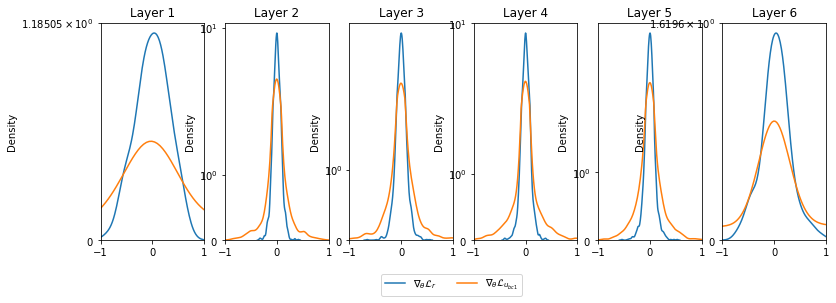 Layer 1 Layer 2 Layer 3 Layer 4 Layer 5 Layer 6
1.18505 × 10⁰ 10¹ 10¹ 1.6196 × 10⁰
Density Density Density Density Density Density
10⁰ 10⁰ 10⁰ 10⁰
0 0 0 0 0 0
−1 0 1 −1 0 1 −1 0 1 −1 0 1 −1 0 1 −1 0 1
∇θℒr ∇θℒu_bc1